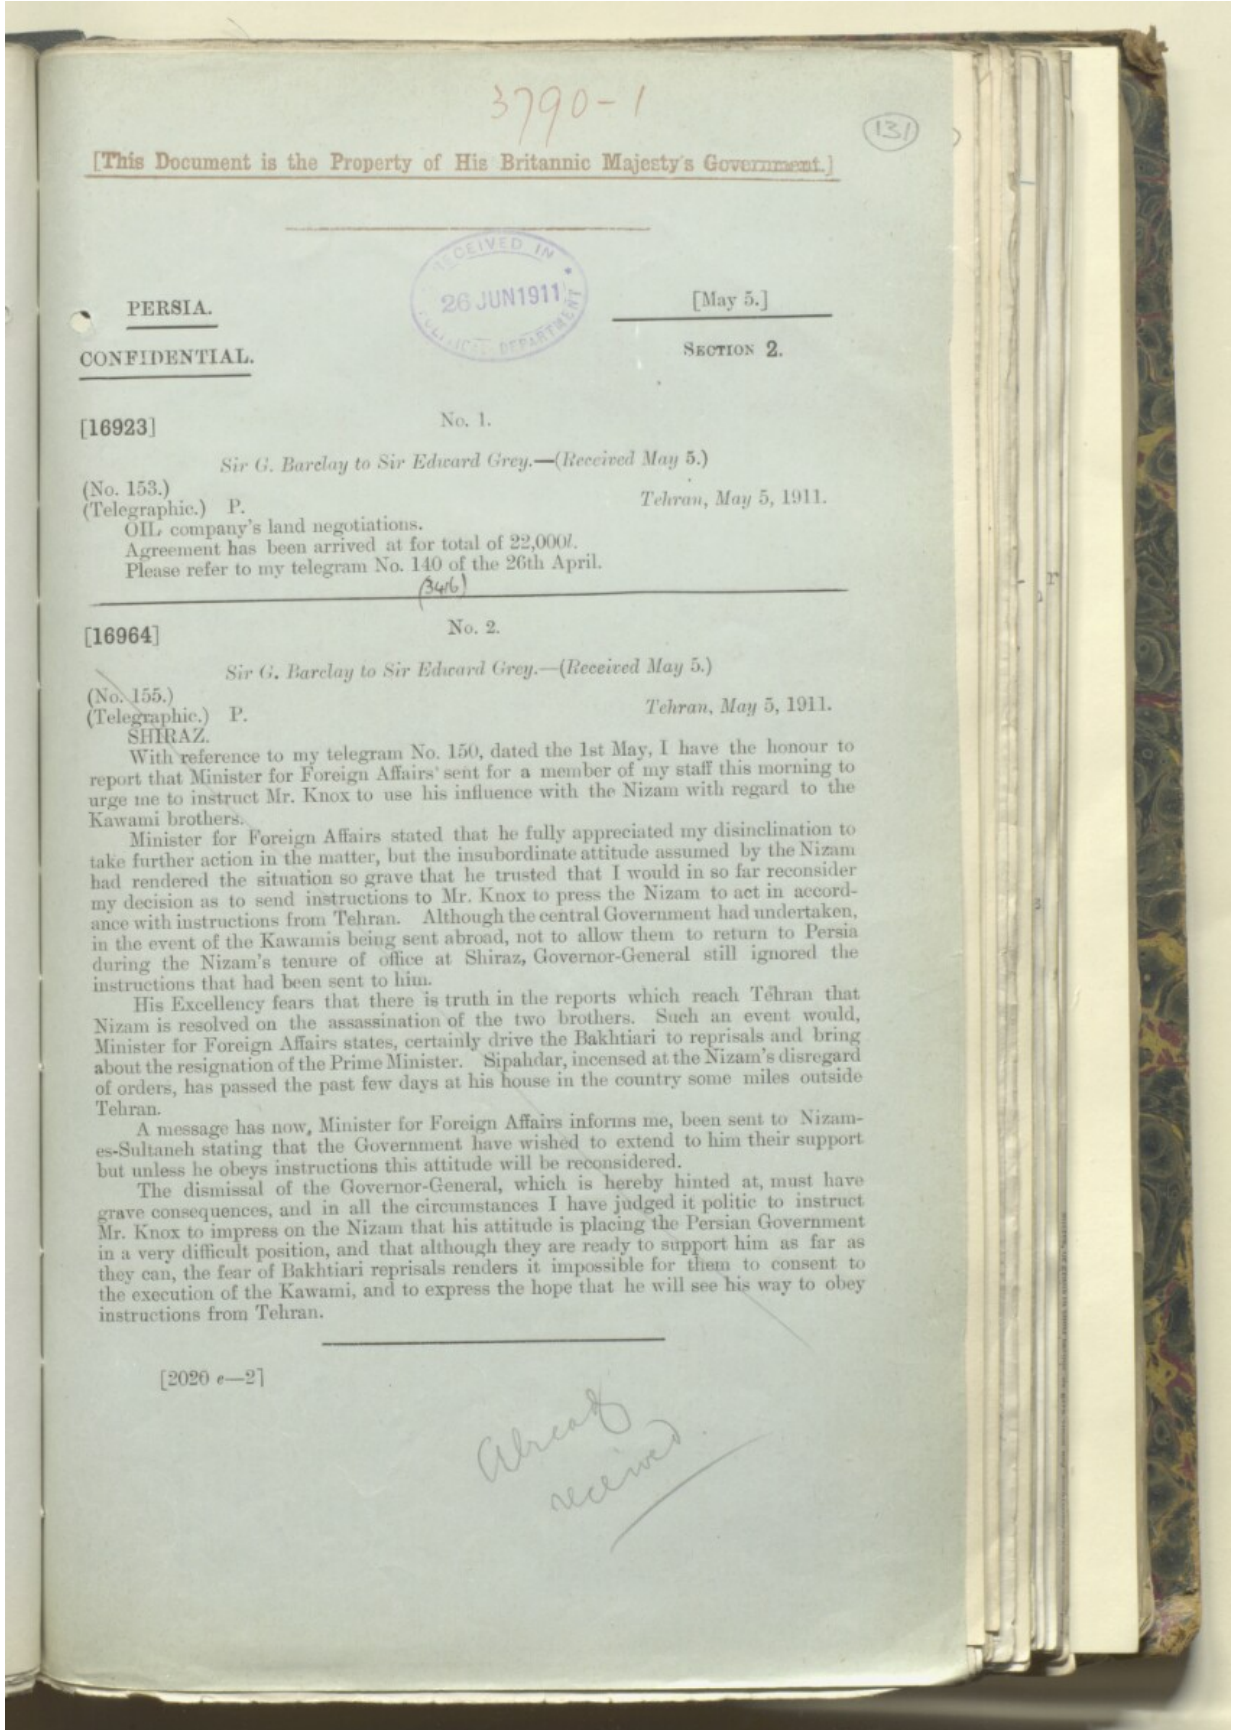 3790-1
131
[This Document is the Property of His Britannic Majesty's Government.]
RECEIVED IN
26 JUN 1911
POLITICAL DEPARTMENT
PERSIA.
[May 5.]
CONFIDENTIAL.
SECTION 2.
[16923]
No. 1.
Sir G. Barclay to Sir Edward Grey.—(Received May 5.)
(No. 153.)
(Telegraphic.) P.
Tehran, May 5, 1911.
OIL company's land negotiations.
Agreement has been arrived at for total of 22,000l.
Please refer to my telegram No. 140 of the 26th April.
(3416)
[16964]
No. 2.
Sir G. Barclay to Sir Edward Grey.—(Received May 5.)
(No. 155.)
(Telegraphic.) P.
Tehran, May 5, 1911.
SHIRAZ.
With reference to my telegram No. 150, dated the 1st May, I have the honour to
report that Minister for Foreign Affairs sent for a member of my staff this morning to
urge me to instruct Mr. Knox to use his influence with the Nizam with regard to the
Kawami brothers.
Minister for Foreign Affairs stated that he fully appreciated my disinclination to
take further action in the matter, but the insubordinate attitude assumed by the Nizam
had rendered the situation so grave that he trusted that I would in so far reconsider
my decision as to send instructions to Mr. Knox to press the Nizam to act in accord-
ance with instructions from Tehran. Although the central Government had undertaken,
in the event of the Kawamis being sent abroad, not to allow them to return to Persia
during the Nizam's tenure of office at Shiraz, Governor-General still ignored the
instructions that had been sent to him.
His Excellency fears that there is truth in the reports which reach Tehran that
Nizam is resolved on the assassination of the two brothers. Such an event would,
Minister for Foreign Affairs states, certainly drive the Bakhtiari to reprisals and bring
about the resignation of the Prime Minister. Sipahdar, incensed at the Nizam's disregard
of orders, has passed the past few days at his house in the country some miles outside
Tehran.
A message has now, Minister for Foreign Affairs informs me, been sent to Nizam-
es-Sultaneh stating that the Government have wished to extend to him their support
but unless he obeys instructions this attitude will be reconsidered.
The dismissal of the Governor-General, which is hereby hinted at, must have
grave consequences, and in all the circumstances I have judged it politic to instruct
Mr. Knox to impress on the Nizam that his attitude is placing the Persian Government
in a very difficult position, and that although they are ready to support him as far as
they can, the fear of Bakhtiari reprisals renders it impossible for them to consent to
the execution of the Kawami, and to express the hope that he will see his way to obey
instructions from Tehran.
[2020 e—2]
Already
received